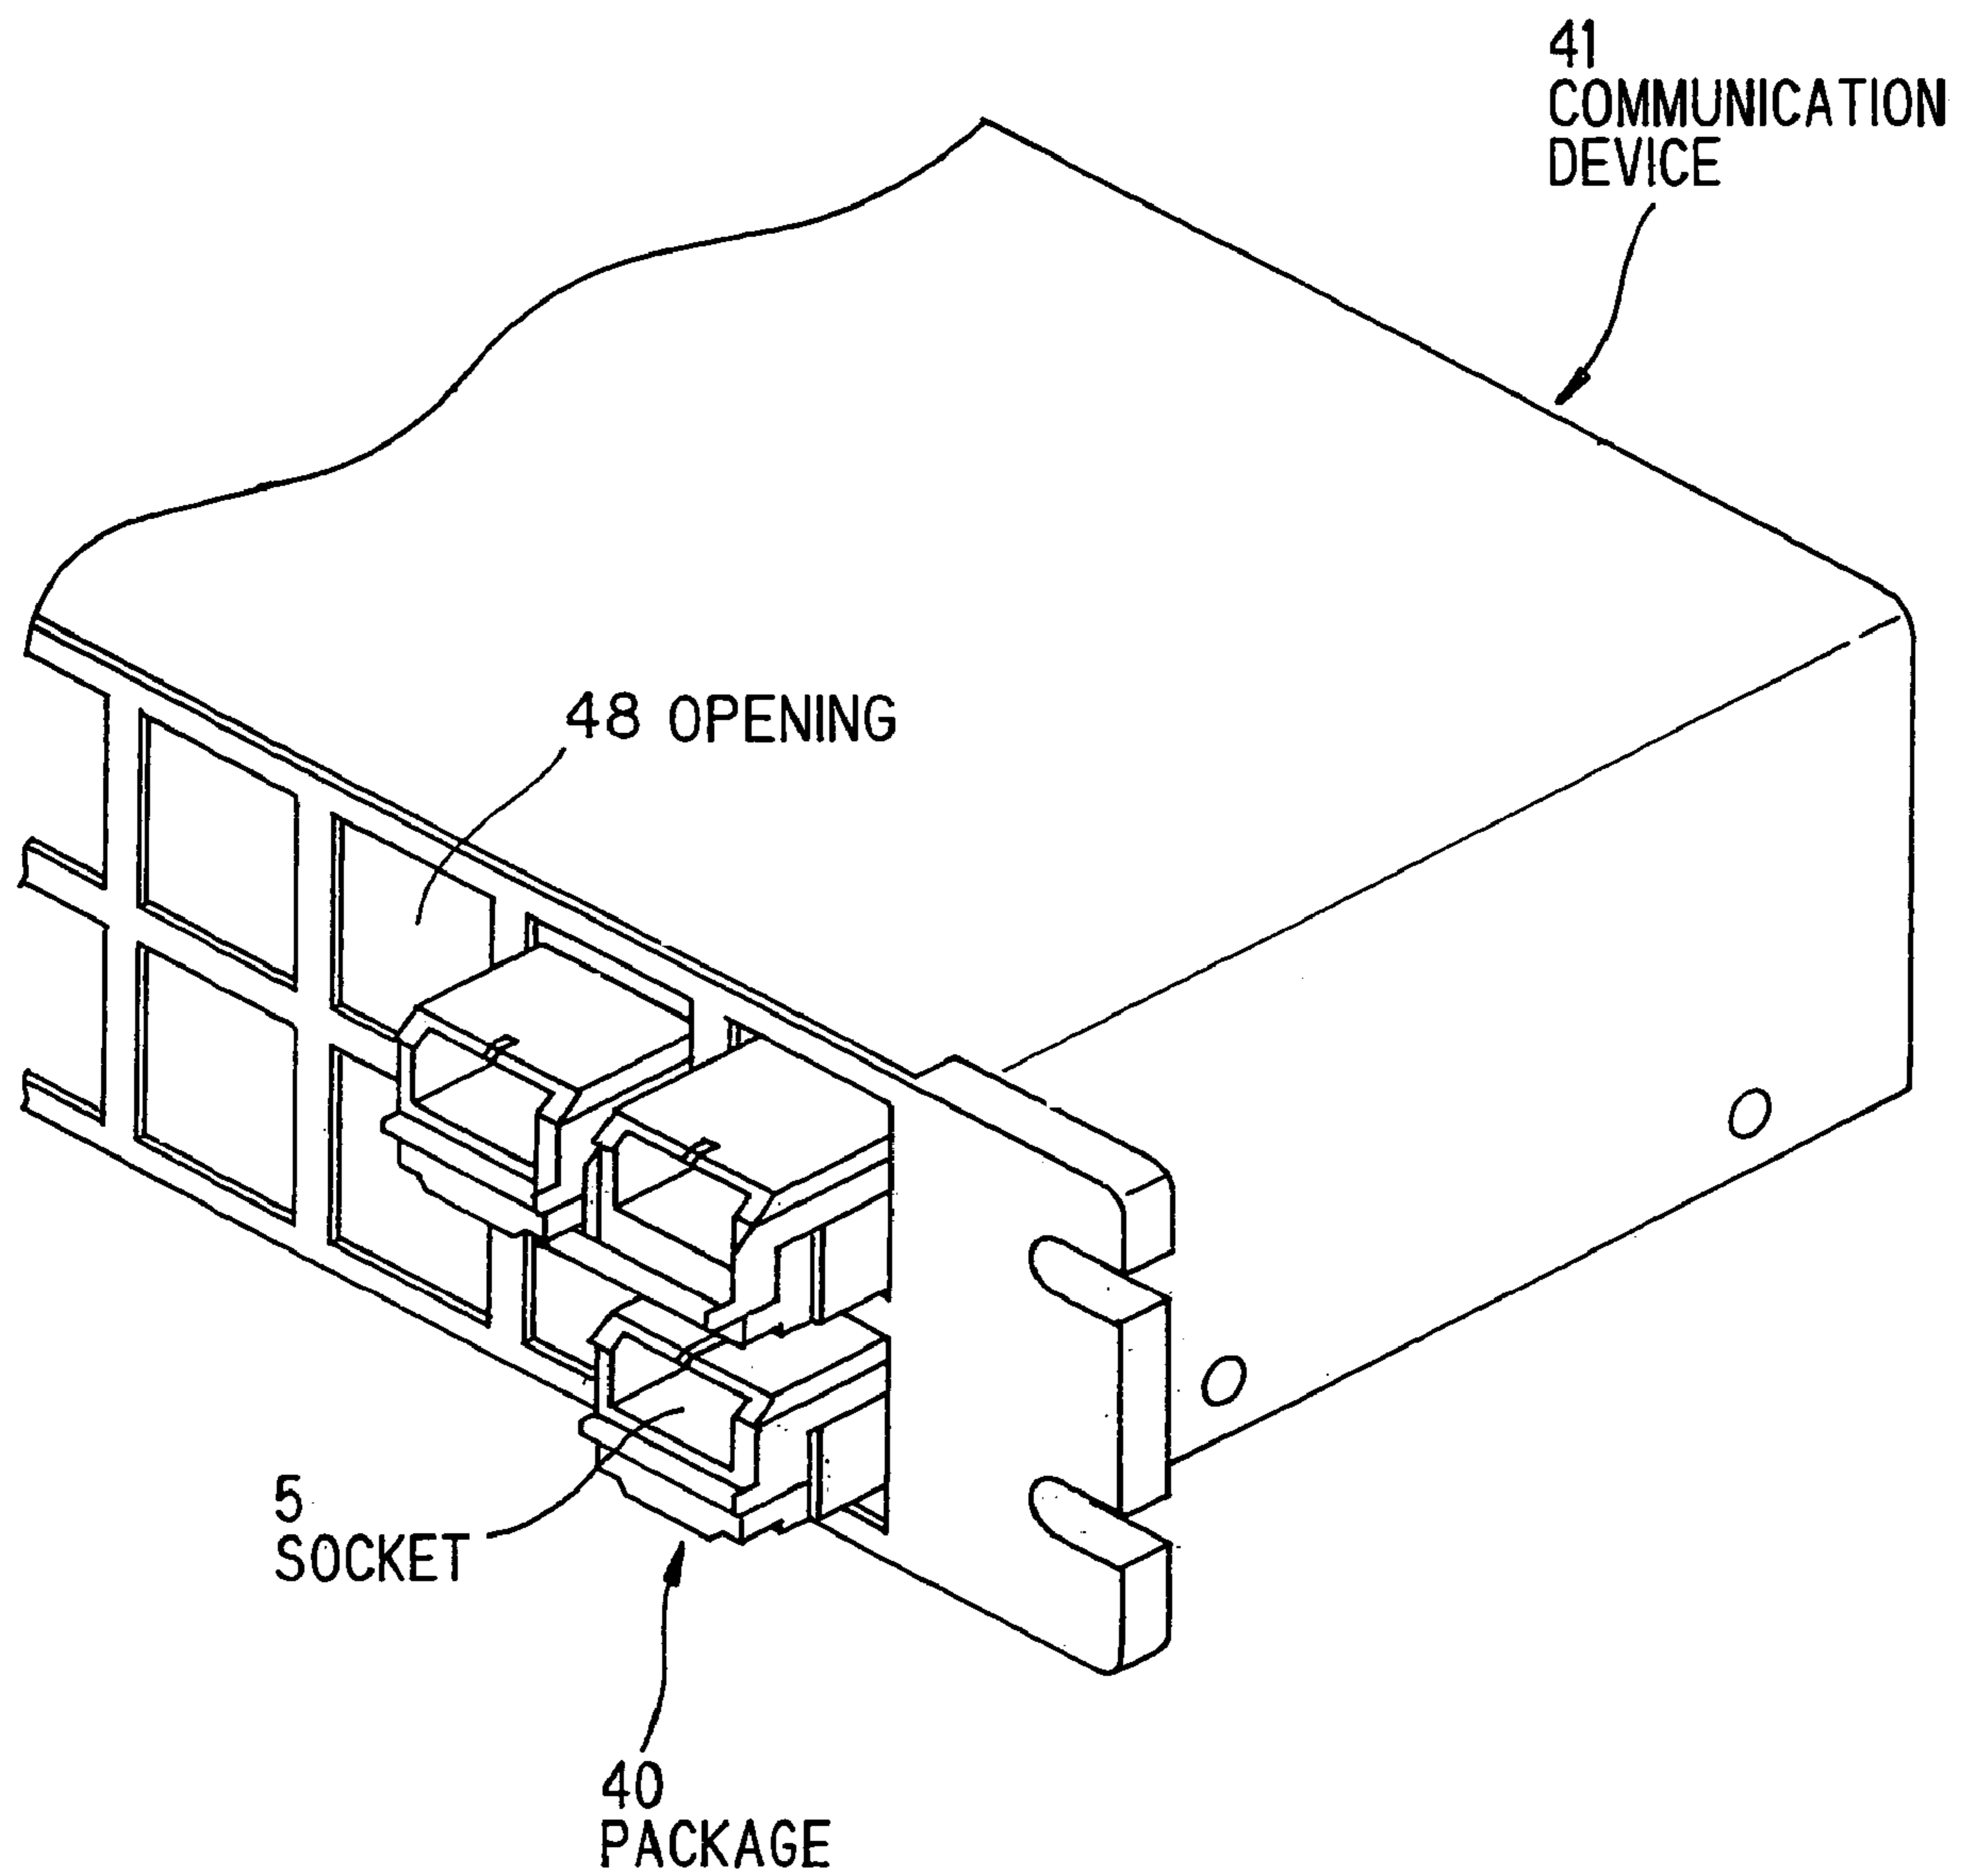 41
COMMUNICATION
DEVICE
48 OPENING
5
SOCKET
40
PACKAGE